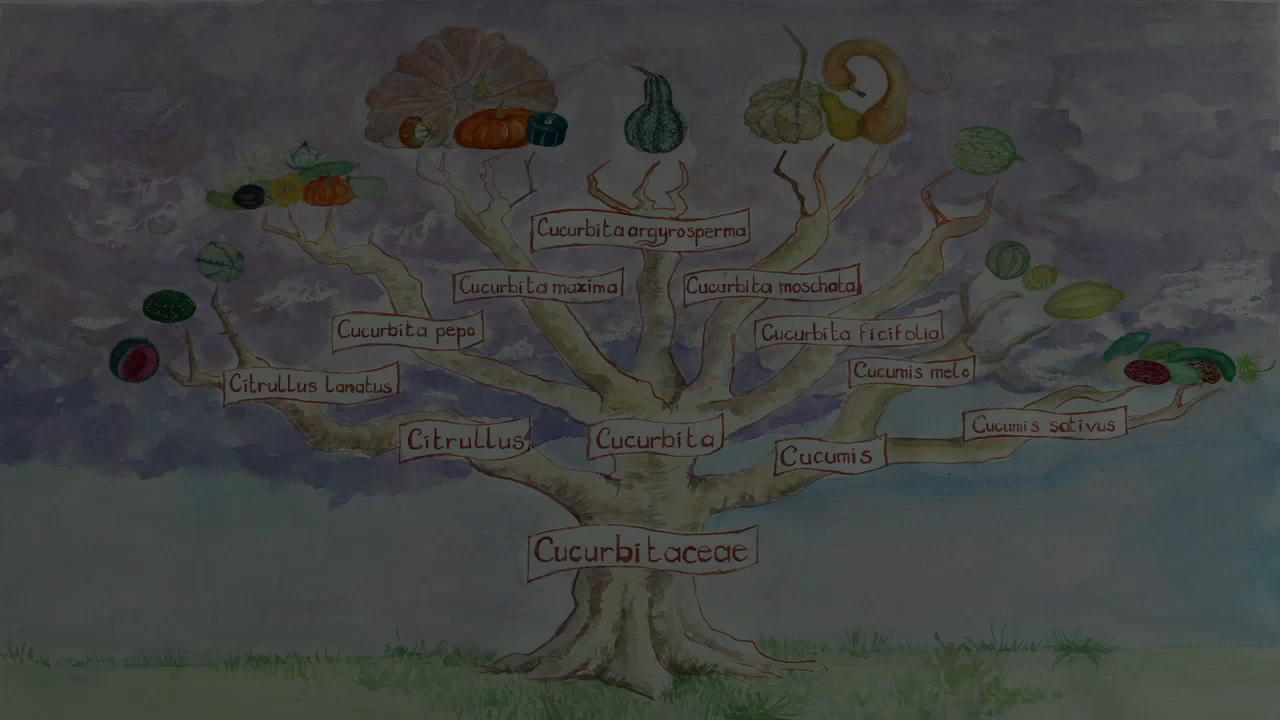 Cucurbita argyrosperma
Cucurbita maxima
Cucurbita moschata
Cucurbita pepo
Cucurbita ficifolia
Citrullus lanatus
Cucumis melo
Cucumis sativus
Citrullus
Cucurbita
Cucumis
Cucurbitaceae